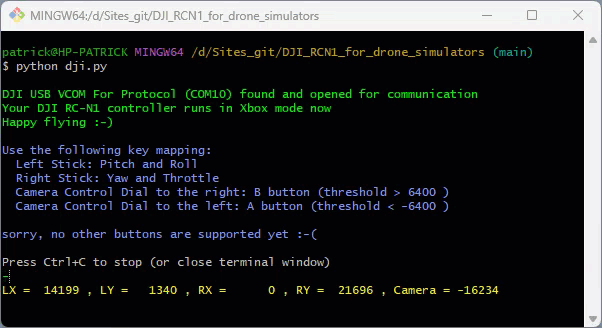 MINGW64:/d/Sites_git/DJI_RCN1_for_drone_simulators
patrick@HP-PATRICK MINGW64 /d/Sites_git/DJI_RCN1_for_drone_simulators (main)
$ python dji.py
DJI USB VCOM For Protocol (COM10) found and opened for communication
Your DJI RC-N1 controller runs in Xbox mode now
Happy flying :-)
Use the following key mapping:
  Left Stick: Pitch and Roll
  Right Stick: Yaw and Throttle
  Camera Control Dial to the right: B button (threshold > 6400 )
  Camera Control Dial to the left: A button (threshold < -6400 )
sorry, no other buttons are supported yet :-(
Press Ctrl+C to stop (or close terminal window)
-
LX =  14199 , LY =   1340 , RX =      0 , RY =  21696 , Camera = -16234